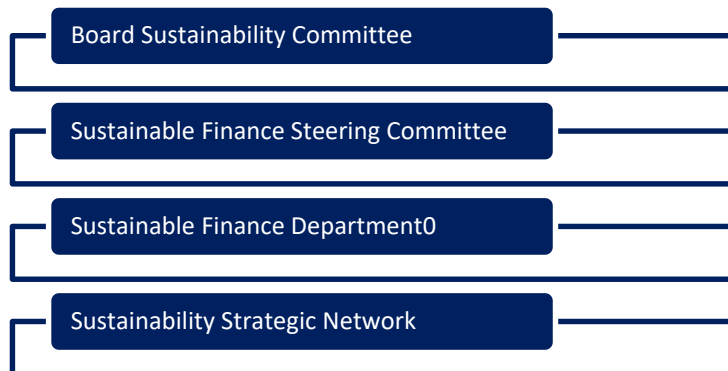 Board Sustainability Committee
Sustainable Finance Steering Committee
Sustainable Finance Department0
Sustainability Strategic Network